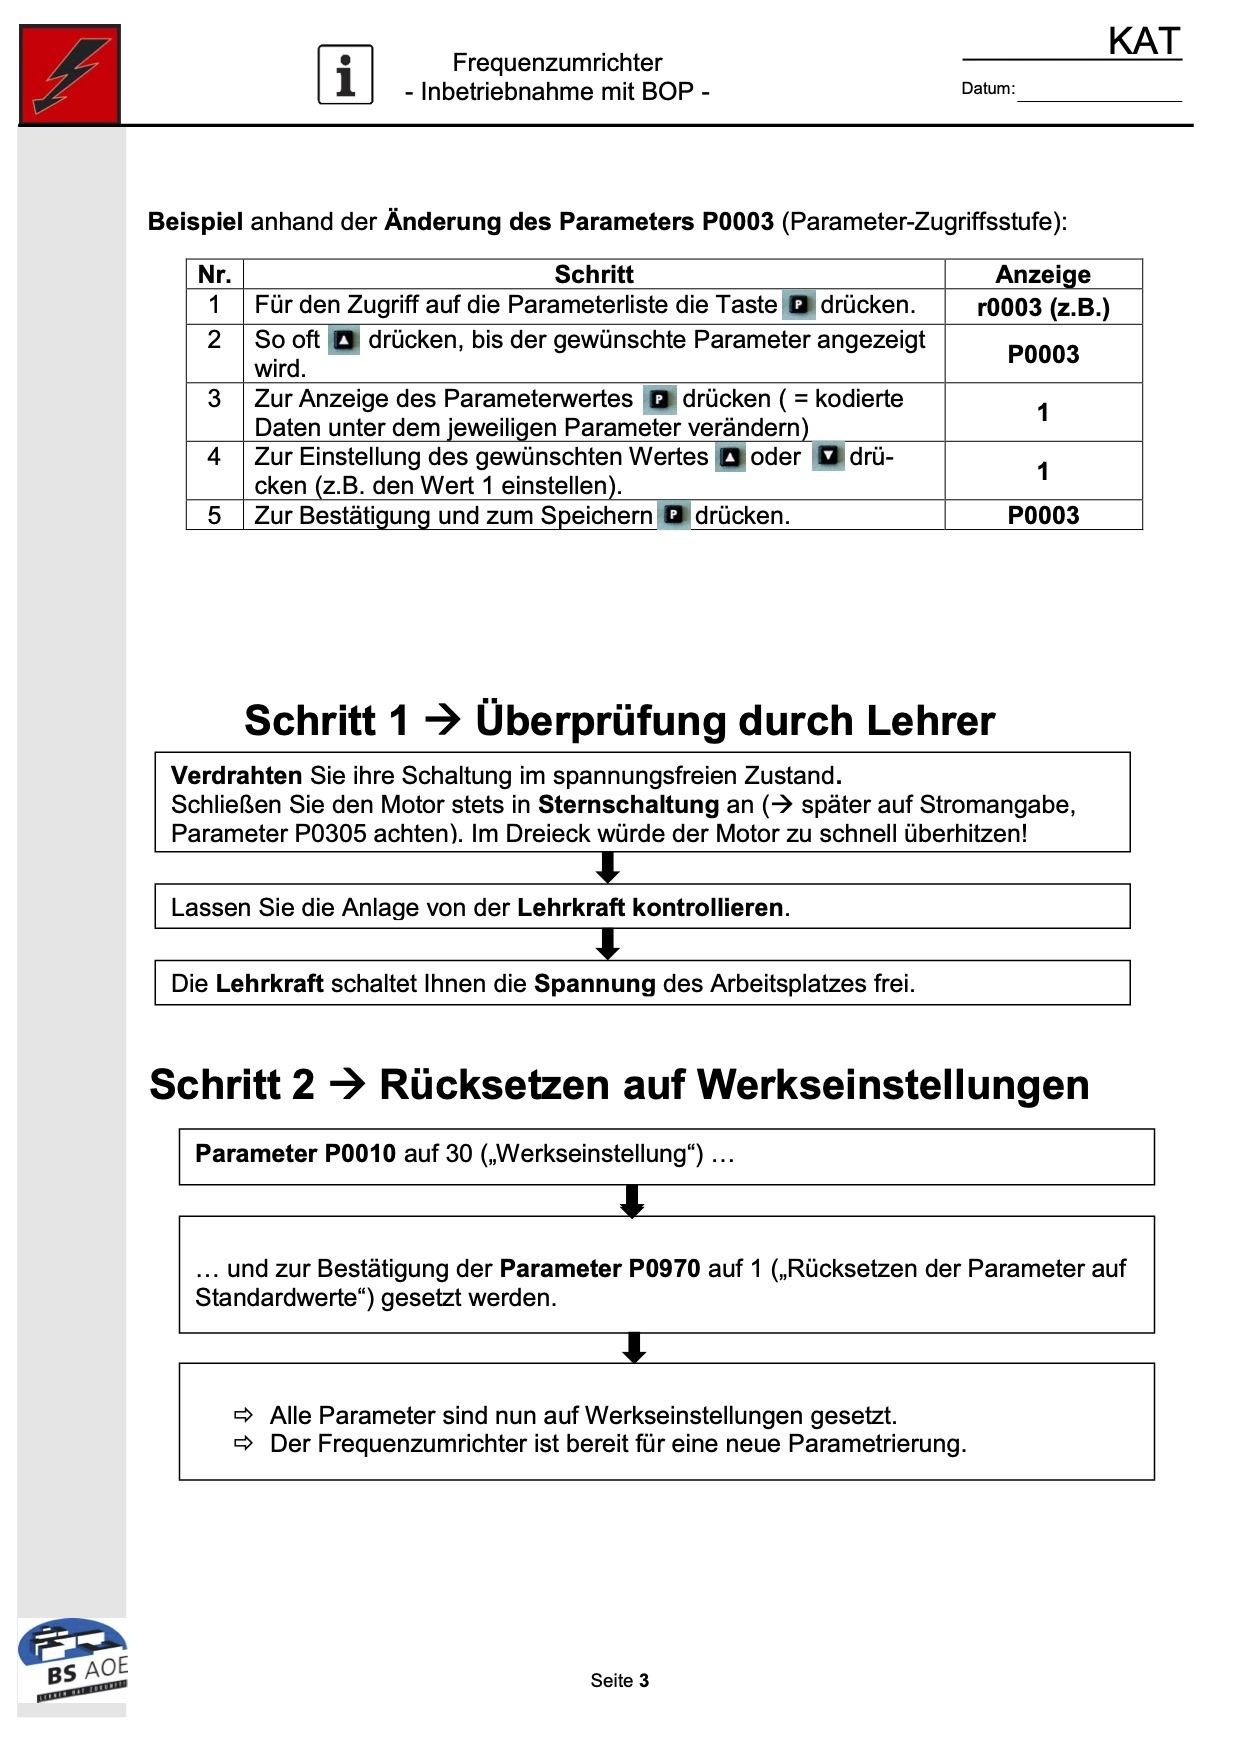 KAT
Frequenzumrichter
- Inbetriebnahme mit BOP -
Datum:
Beispiel anhand der Änderung des Parameters P0003 (Parameter-Zugriffsstufe):
Nr. Schritt Anzeige
1 Für den Zugriff auf die Parameterliste die Taste P drücken. r0003 (z.B.)
2 So oft ▲ drücken, bis der gewünschte Parameter angezeigt
wird. P0003
3 Zur Anzeige des Parameterwertes P drücken ( = kodierte
Daten unter dem jeweiligen Parameter verändern) 1
4 Zur Einstellung des gewünschten Wertes ▲ oder ▼ drü-
cken (z.B. den Wert 1 einstellen). 1
5 Zur Bestätigung und zum Speichern P drücken. P0003
Schritt 1 → Überprüfung durch Lehrer
Verdrahten Sie ihre Schaltung im spannungsfreien Zustand.
Schließen Sie den Motor stets in Sternschaltung an (→ später auf Stromangabe,
Parameter P0305 achten). Im Dreieck würde der Motor zu schnell überhitzen!
Lassen Sie die Anlage von der Lehrkraft kontrollieren.
Die Lehrkraft schaltet Ihnen die Spannung des Arbeitsplatzes frei.
Schritt 2 → Rücksetzen auf Werkseinstellungen
Parameter P0010 auf 30 („Werkseinstellung“) …
… und zur Bestätigung der Parameter P0970 auf 1 („Rücksetzen der Parameter auf
Standardwerte“) gesetzt werden.
⇨ Alle Parameter sind nun auf Werkseinstellungen gesetzt.
⇨ Der Frequenzumrichter ist bereit für eine neue Parametrierung.
BS AOE
LERNEN HAT ZUKUNFT!
Seite 3